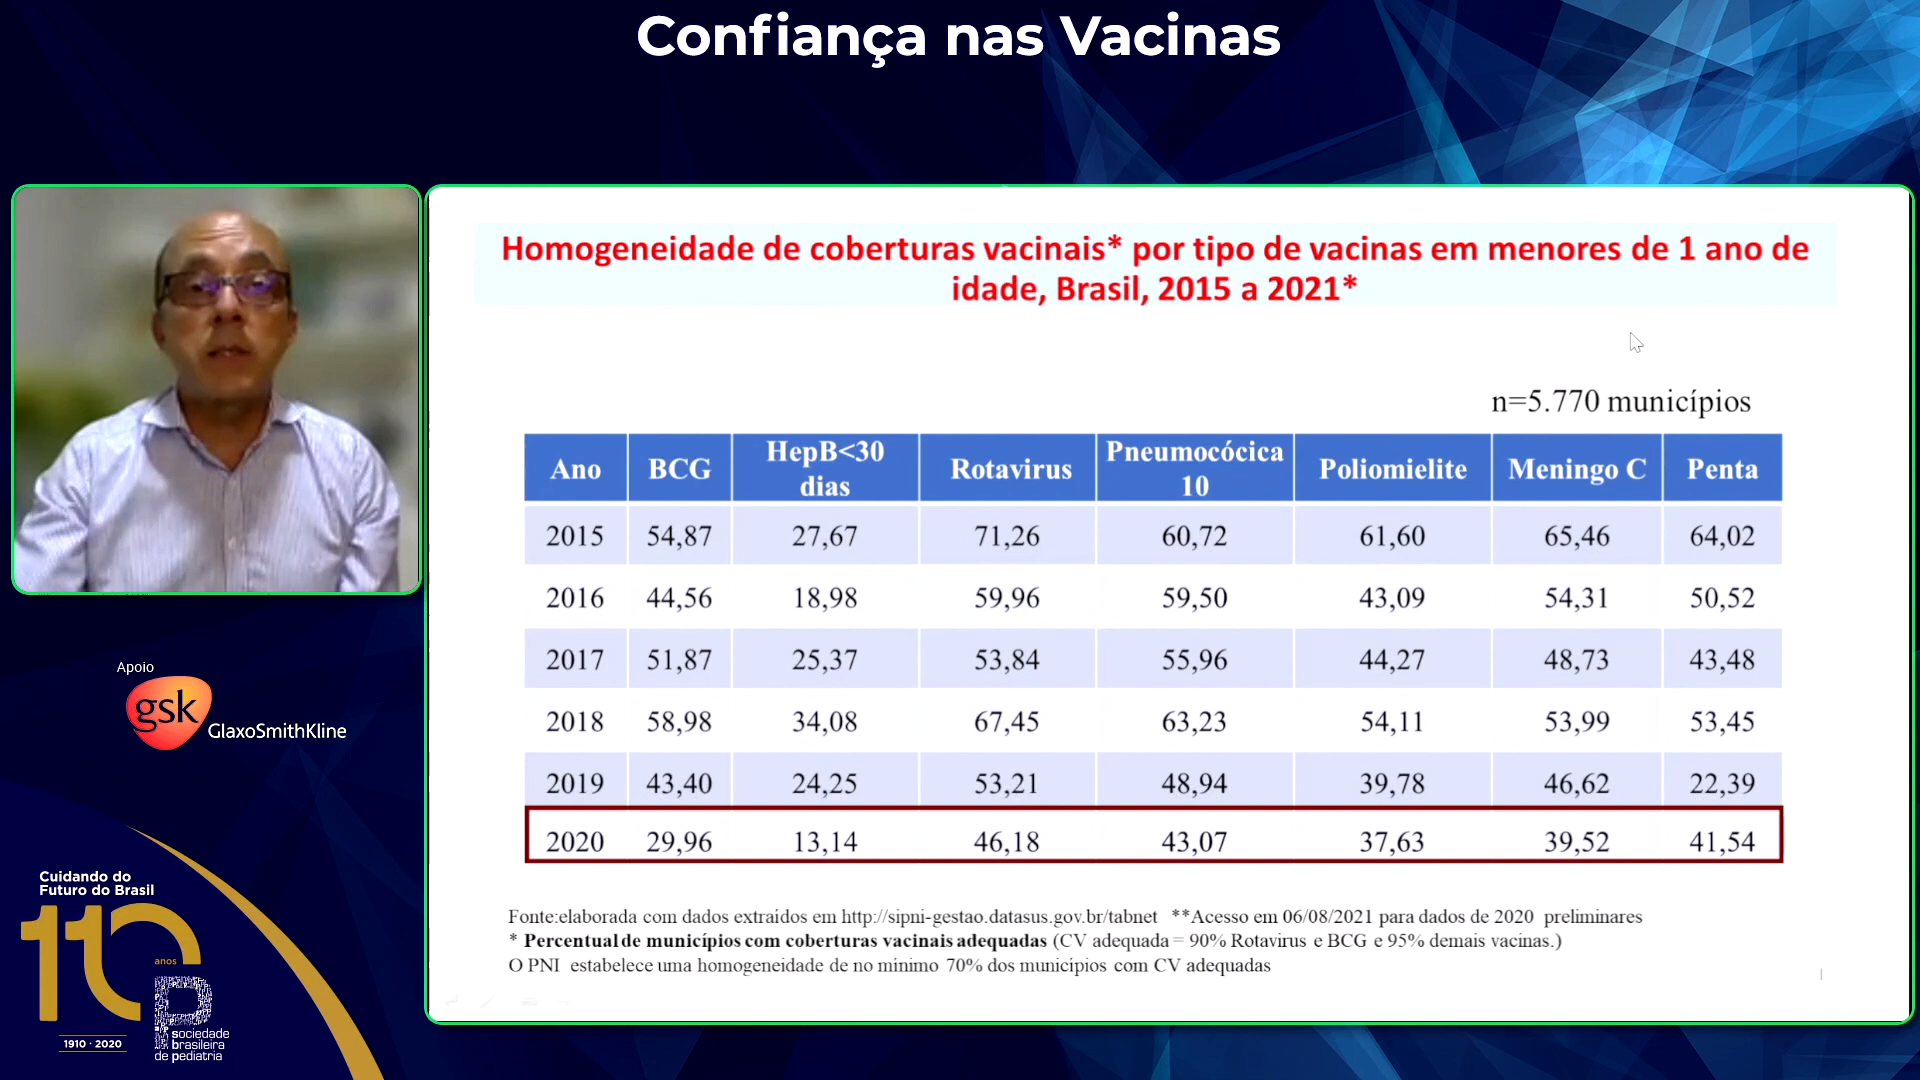 Confiança nas Vacinas
Homogeneidade de coberturas vacinais* por tipo de vacinas em menores de 1 ano de
idade, Brasil, 2015 a 2021*
n=5.770 municípios
Ano BCG HepB<30 dias Rotavirus Pneumocócica 10 Poliomielite Meningo C Penta
2015 54,87 27,67 71,26 60,72 61,60 65,46 64,02
2016 44,56 18,98 59,96 59,50 43,09 54,31 50,52
2017 51,87 25,37 53,84 55,96 44,27 48,73 43,48
2018 58,98 34,08 67,45 63,23 54,11 53,99 53,45
2019 43,40 24,25 53,21 48,94 39,78 46,62 22,39
2020 29,96 13,14 46,18 43,07 37,63 39,52 41,54
Fonte:elaborada com dados extraidos em http://sipni-gestao.datasus.gov.br/tabnet **Acesso em 06/08/2021 para dados de 2020 preliminares
* Percentual de municípios com coberturas vacinais adequadas (CV adequada = 90% Rotavirus e BCG e 95% demais vacinas.)
O PNI estabelece uma homogeneidade de no mínimo 70% dos municípios com CV adequadas
Apoio
gsk
GlaxoSmithKline
Cuidando do
Futuro do Brasil
110
anos
1910 · 2020
sociedade
brasileira
de pediatria